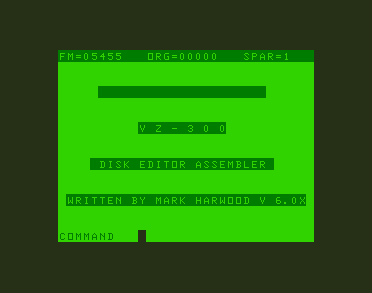 FM=05455 ORG=00000 SPAR=1
V Z - 3 0 0
DISK EDITOR ASSEMBLER
WRITTEN BY MARK HARWOOD V 6.0X
COMMAND